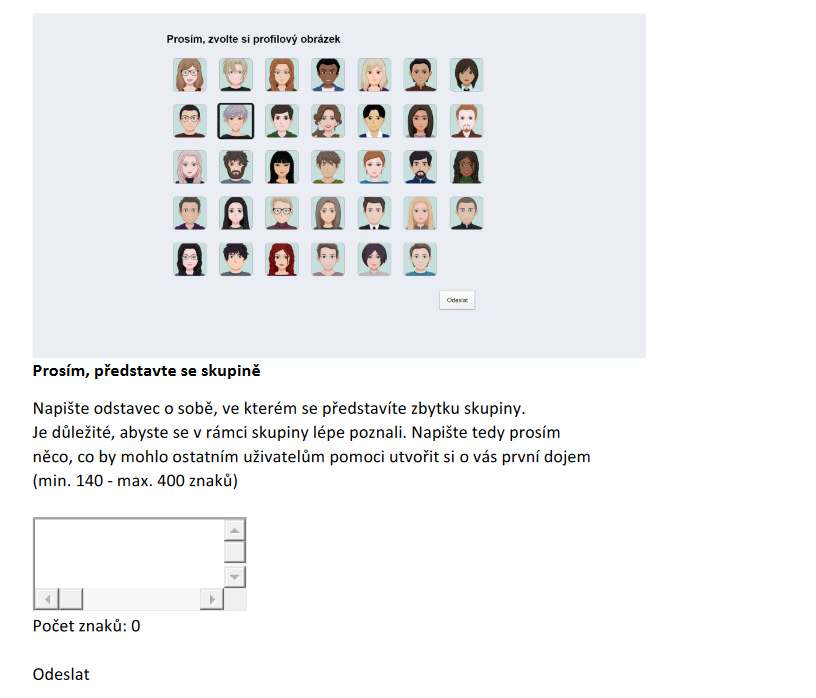 Prosím, zvolte si profilový obrázek
Odeslat
Prosím, představte se skupině
Napište odstavec o sobě, ve kterém se představíte zbytku skupiny.
Je důležité, abyste se v rámci skupiny lépe poznali. Napište tedy prosím
něco, co by mohlo ostatním uživatelům pomoci utvořit si o vás první dojem
(min. 140 - max. 400 znaků)
Počet znaků: 0
Odeslat